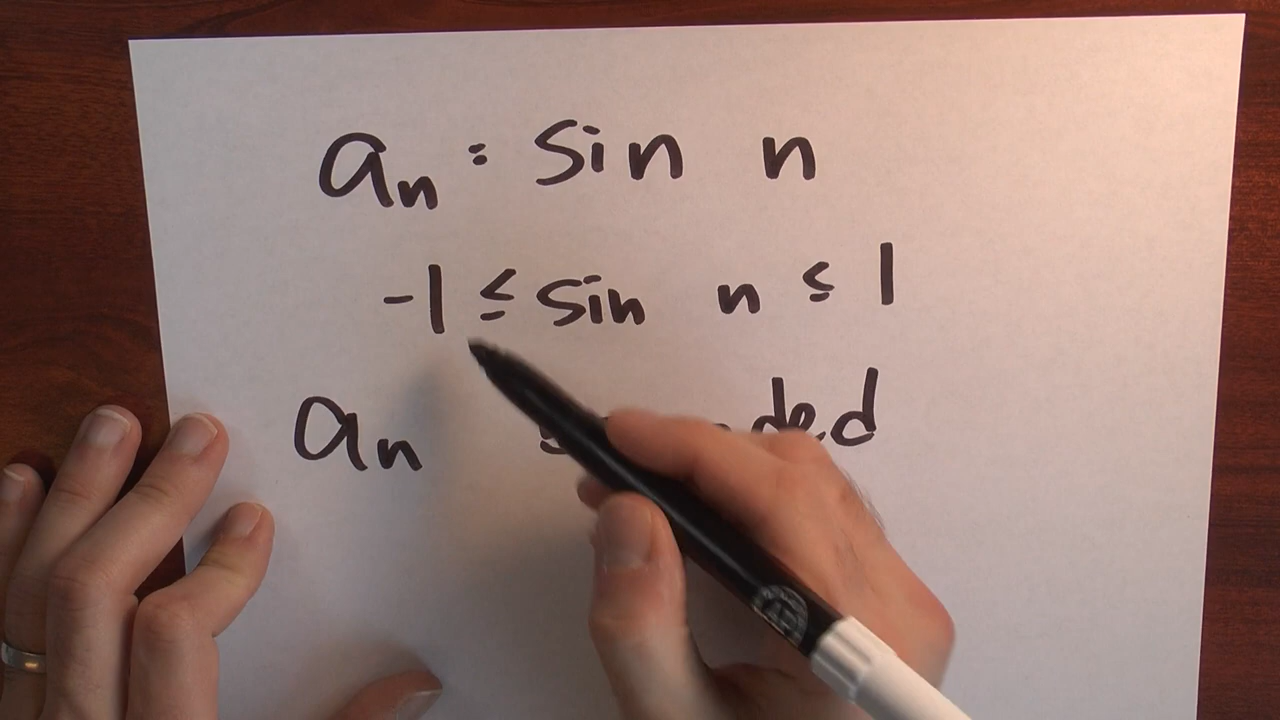 aₙ = sin n
-1 ≤ sin n ≤ 1
aₙ